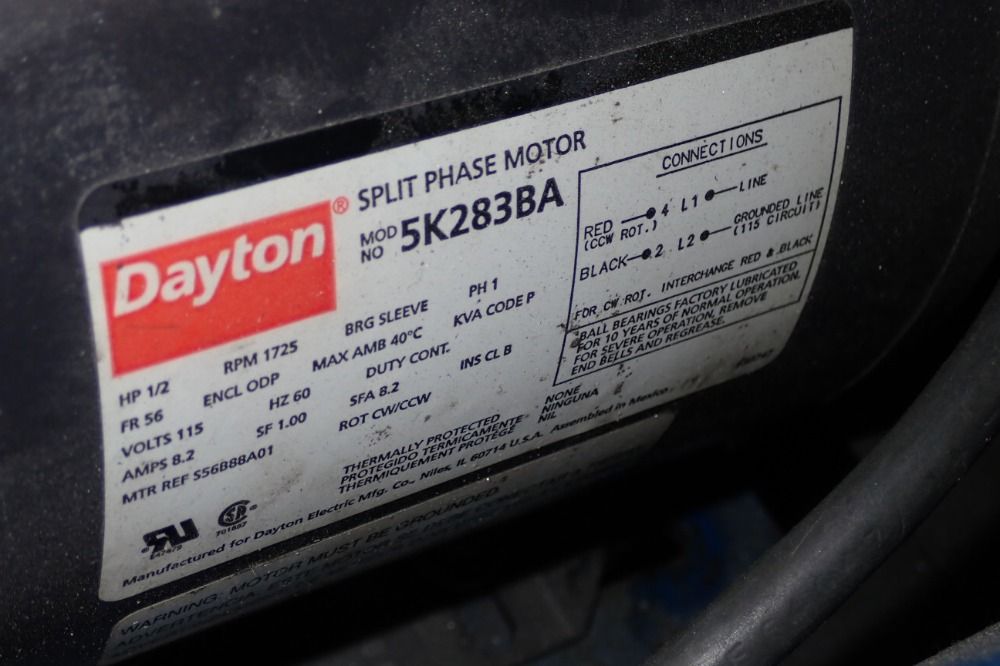 Dayton®
SPLIT PHASE MOTOR
MOD NO 5K283BA
HP 1/2 RPM 1725 BRG SLEEVE PH 1
FR 56 ENCL ODP MAX AMB 40°C KVA CODE P
VOLTS 115 HZ 60 DUTY CONT. INS CL B
AMPS 8.2 SF 1.00 SFA 8.2
MTR REF S56B8BA01 ROT CW/CCW
THERMALLY PROTECTED NONE
PROTEGIDO TERMICAMENTE NINGUNA
THERMIQUEMENT PROTÉGÉ NIL
CONNECTIONS
RED 4 L1 LINE
(CCW ROT.)
BLACK 2 L2 GROUNDED LINE
(115 CIRCUIT)
FOR CW ROT. INTERCHANGE RED & BLACK
BALL BEARINGS FACTORY LUBRICATED
FOR 10 YEARS OF NORMAL OPERATION.
FOR SEVERE OPERATION, REMOVE
END BELLS AND REGREASE.
Manufactured for Dayton Electric Mfg. Co., Niles, IL 60714 U.S.A. Assembled in Mexico
WARNING. MOTOR MUST BE GROUNDED
ADVERTENCIA. ESTE MOTOR